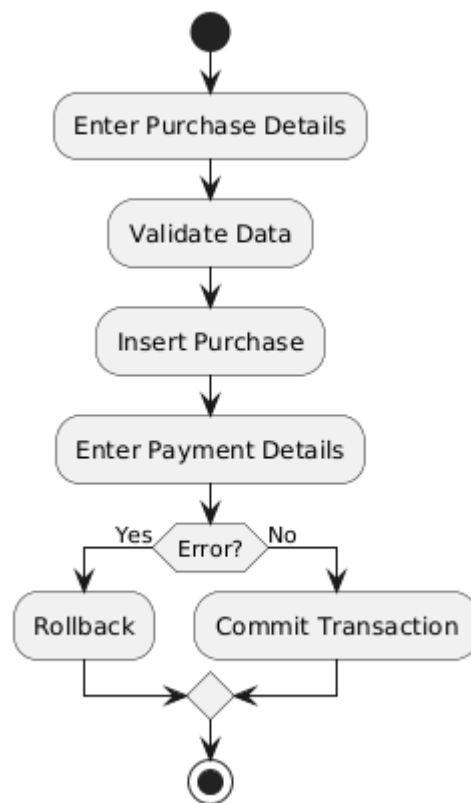 Enter Purchase Details
Validate Data
Insert Purchase
Enter Payment Details
Yes
Error?
No
Rollback
Commit Transaction